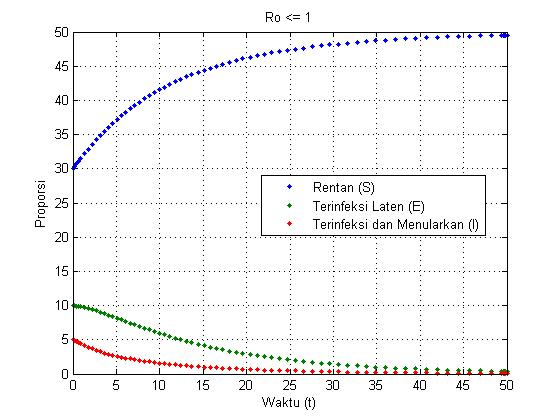 Ro <= 1
50
45
40
35
30
25
20
15
10
5
0
Proporsi
Rentan (S)
Terinfeksi Laten (E)
Terinfeksi dan Menularkan (I)
0 5 10 15 20 25 30 35 40 45 50
Waktu (t)